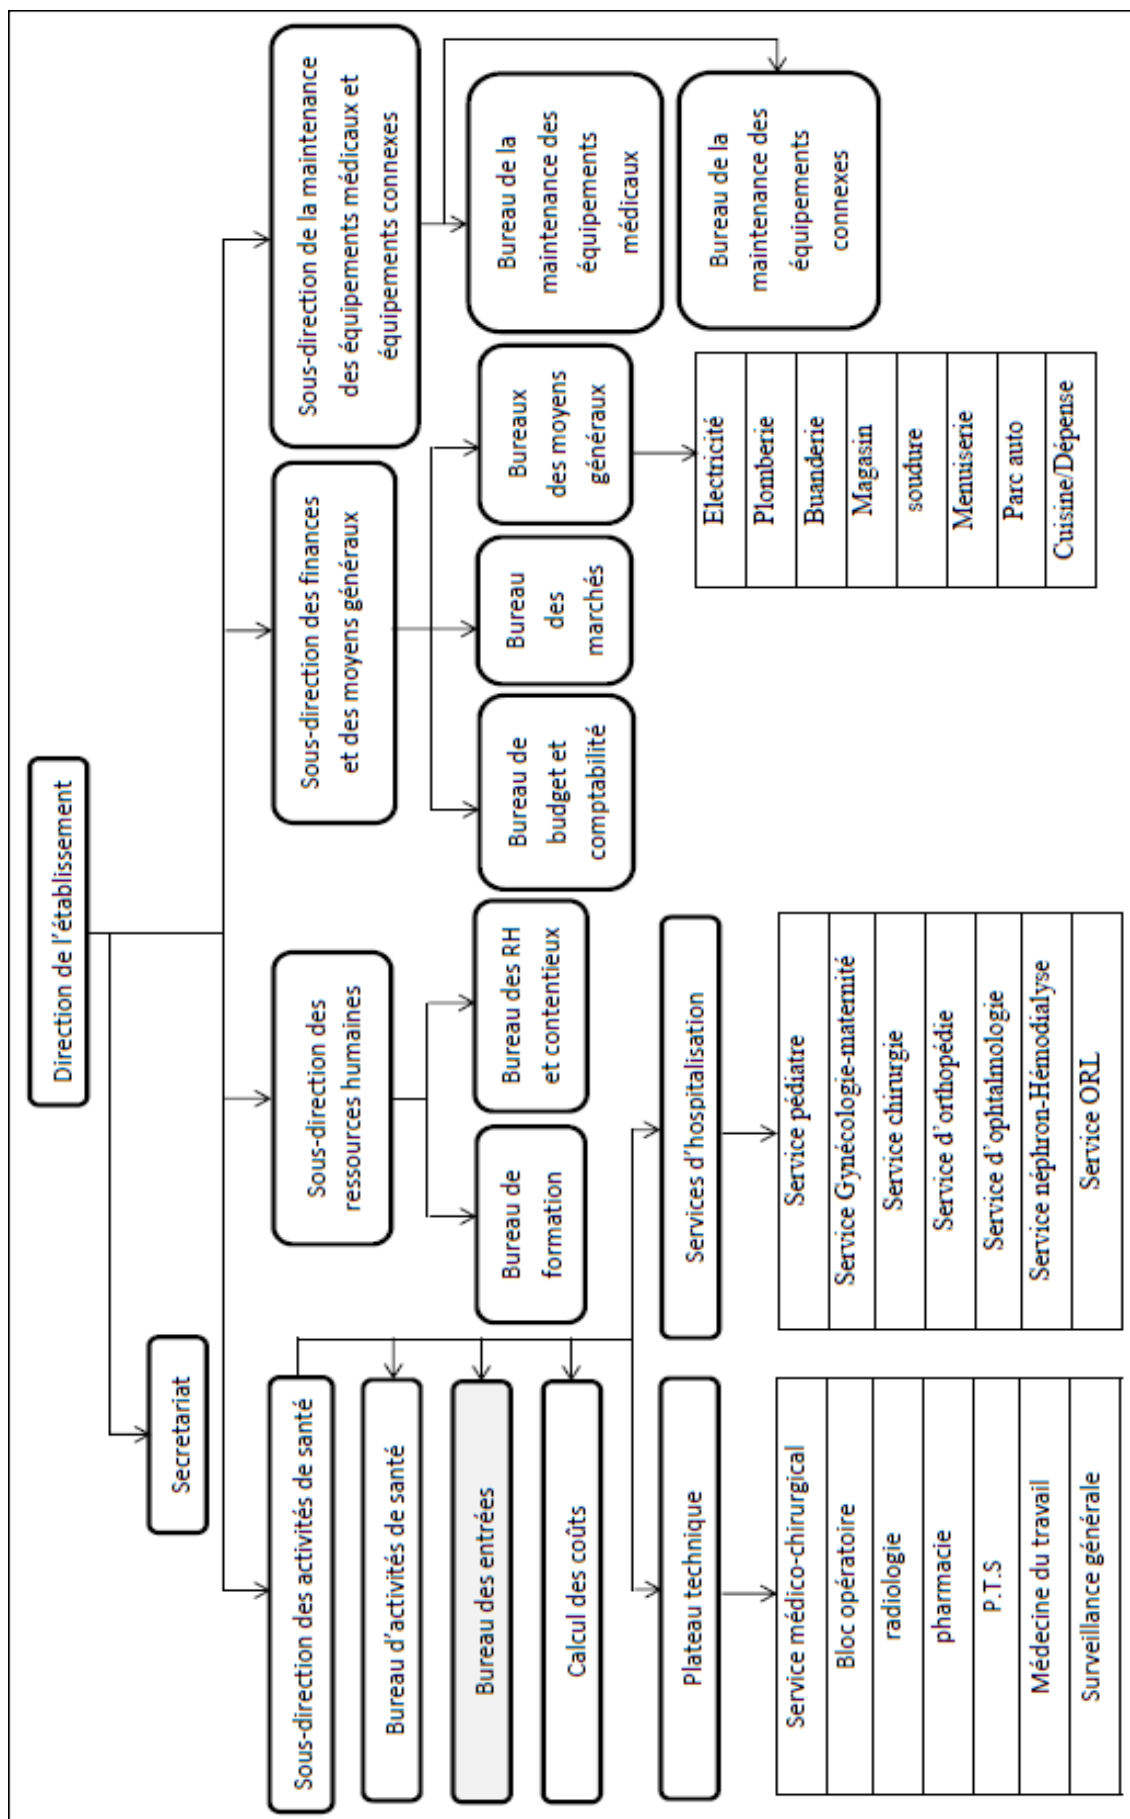 Direction de l'établissement
Secretariat
Sous-direction des activités de santé
Bureau d'activités de santé
Bureau des entrées
Calcul des coûts
Plateau technique
Service médico-chirurgical
Bloc opératoire
radiologie
pharmacie
P.T.S
Médecine du travail
Surveillance générale
Services d'hospitalisation
Service pédiatre
Service Gynécologie-maternité
Service chirurgie
Service d'orthopédie
Service d'ophtalmologie
Service néphron-Hémodialyse
Service ORL
Sous-direction des
ressources humaines
Bureau de
formation
Bureau des RH
et contentieux
Sous-direction des finances
et des moyens généraux
Bureau de
budget et
comptabilité
Bureau
des
marchés
Bureaux
des moyens
généraux
Electricité
Plomberie
Buanderie
Magasin
soudure
Menuiserie
Parc auto
Cuisine/Dépense
Sous-direction de la maintenance
des équipements médicaux et
équipements connexes
Bureau de la
maintenance des
équipements
médicaux
Bureau de la
maintenance des
équipements
connexes